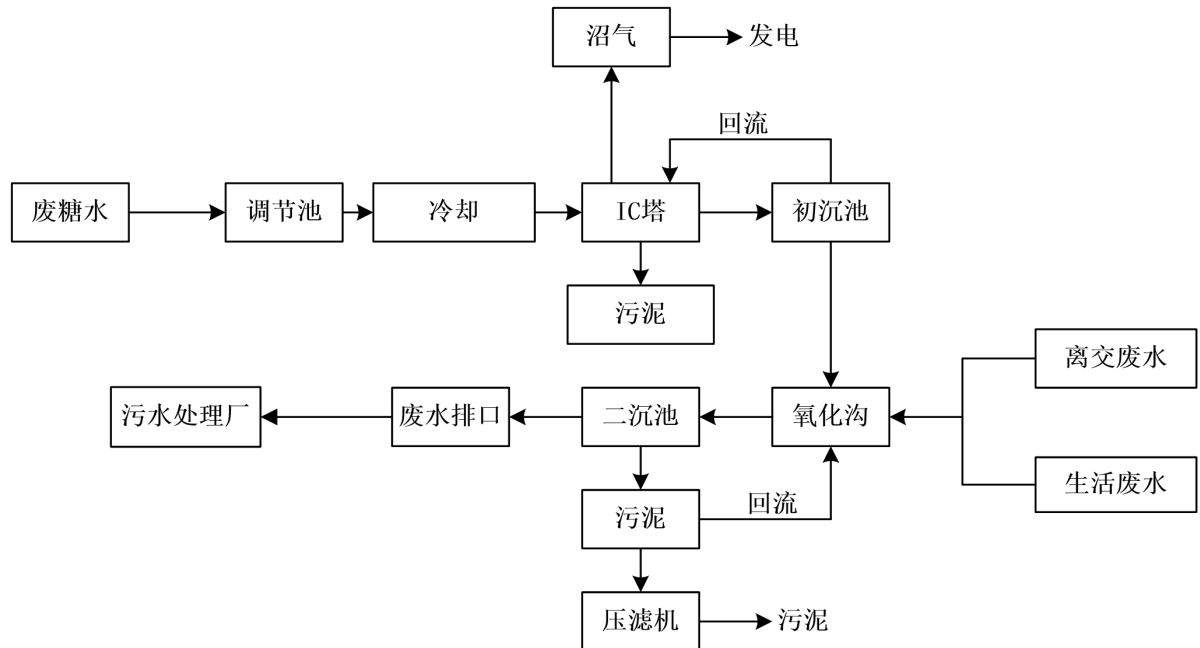 沼气
发电
回流
废糖水
调节池
冷却
IC塔
初沉池
污泥
离交废水
污水处理厂
废水排口
二沉池
氧化沟
生活废水
污泥
回流
压滤机
污泥